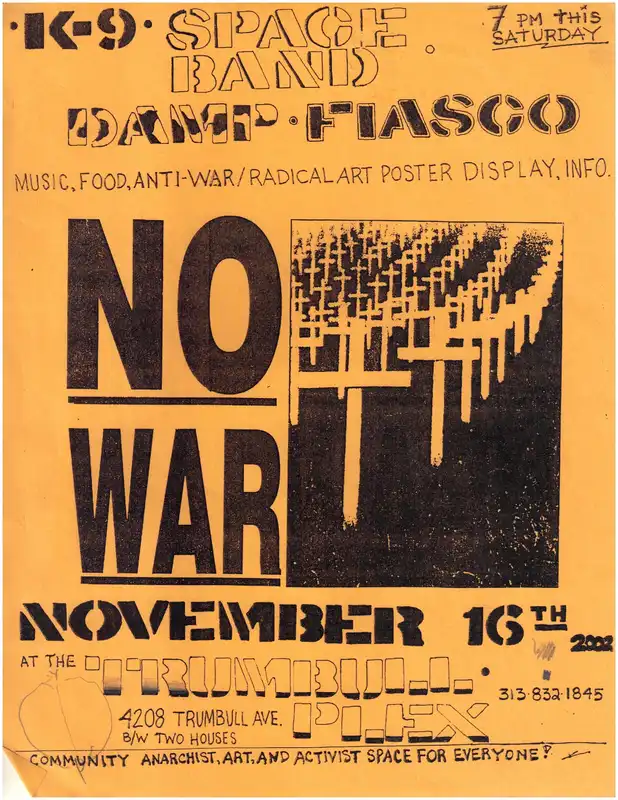 ·K-9· SPACE BAND .
7 PM THIS
SATURDAY
DAMP · FIASCO
MUSIC, FOOD, ANTI-WAR/RADICAL ART POSTER DISPLAY, INFO.
NO
WAR
NOVEMBER 16TH 2002
AT THE 'TRUMBULL·
PLEX
313·832·1845
4208 TRUMBULL AVE.
B/W TWO HOUSES
COMMUNITY ANARCHIST, ART, AND ACTIVIST SPACE FOR EVERYONE!